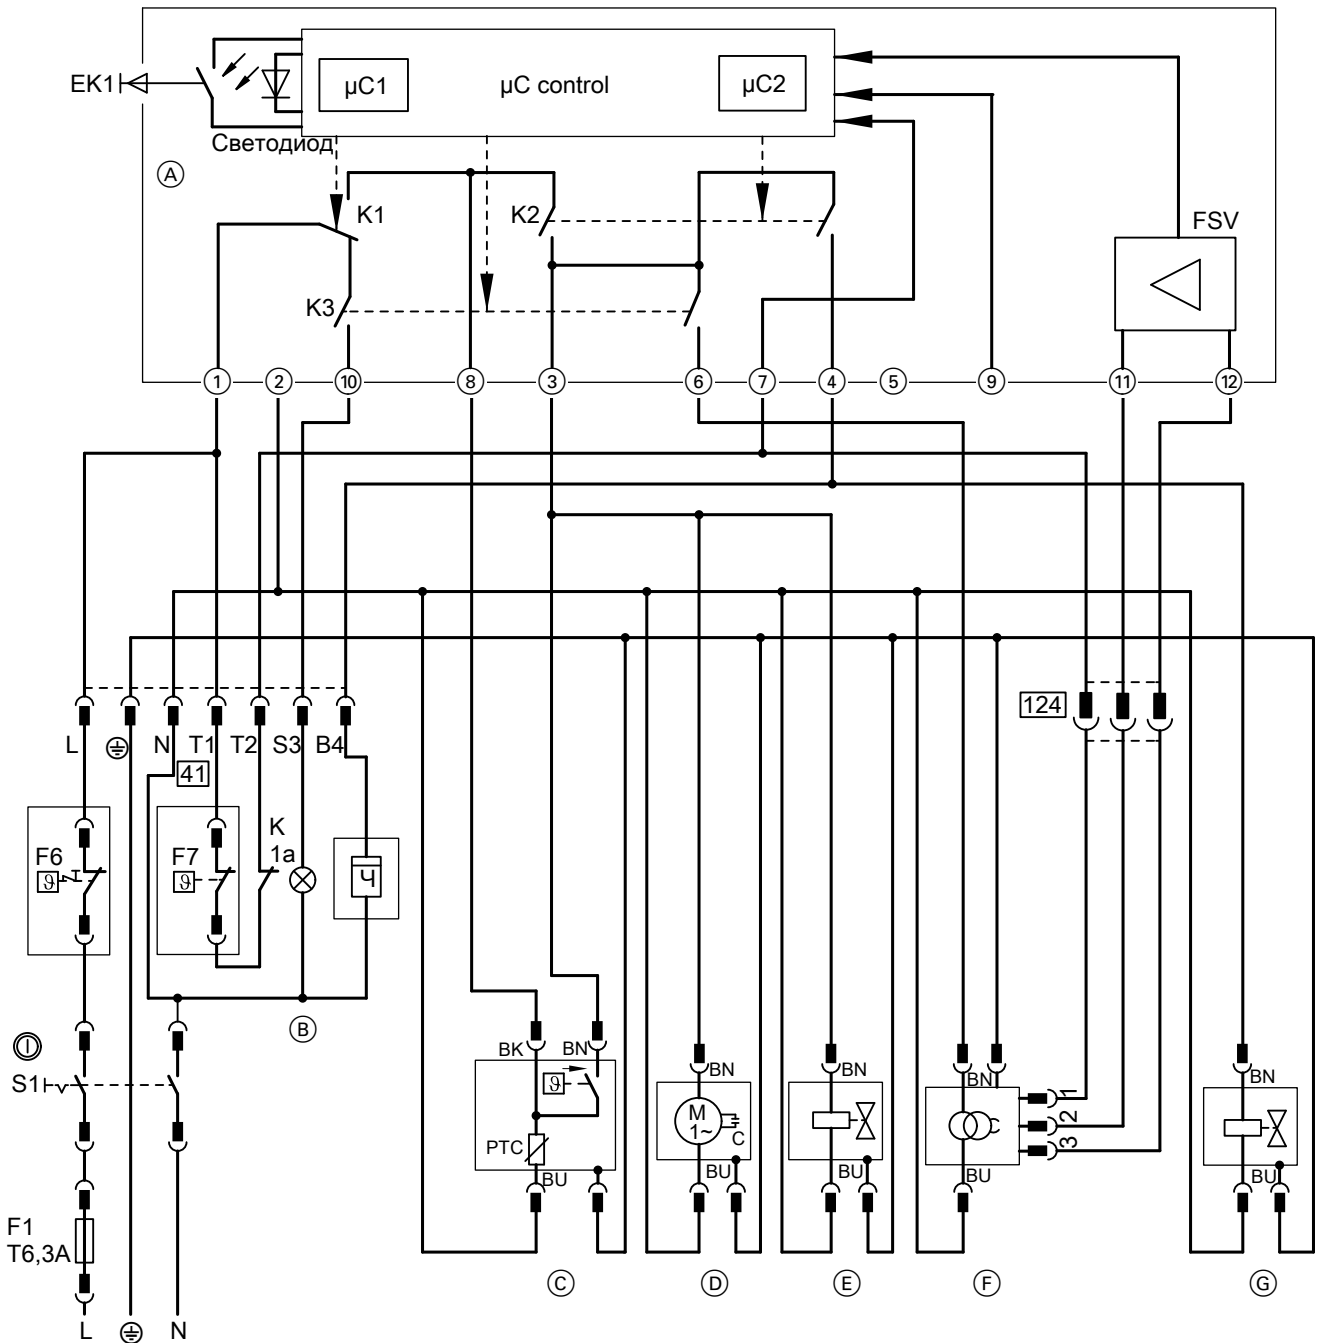 EK1
µC1
µC control
µC2
Светодиод
A
K1
K2
FSV
K3
1
2
10
8
3
6
7
4
5
9
11
12
124
L
N
T1
T2
S3
B4
41
F6
ϑ
F7
ϑ
K
1a
Ч
B
S1
BK
BN
ϑ
PTC
BU
BN
M
1~
C
BU
BN
BU
BN
1
2
3
BU
BN
BU
F1
T6,3A
C
D
E
F
G
L
N